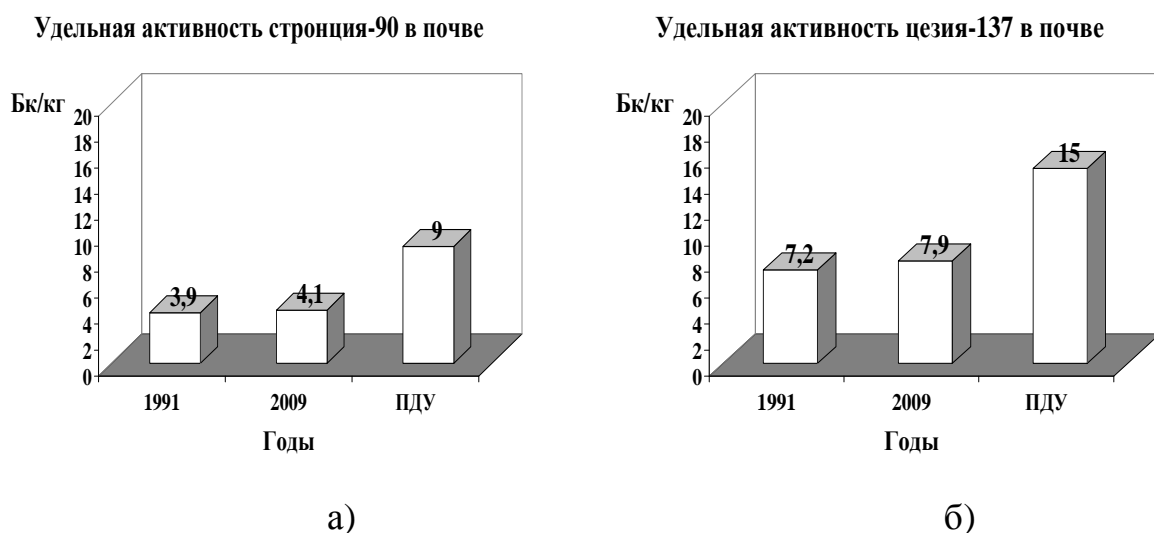 Удельная активность стронция-90 в почве
Бк/кг
20
18
16
14
12
10
8
6
4
2
0
3,9
4,1
9
1991 2009 ПДУ
Годы
а)
Удельная активность цезия-137 в почве
Бк/кг
20
18
16
14
12
10
8
6
4
2
0
7,2
7,9
15
1991 2009 ПДУ
Годы
б)